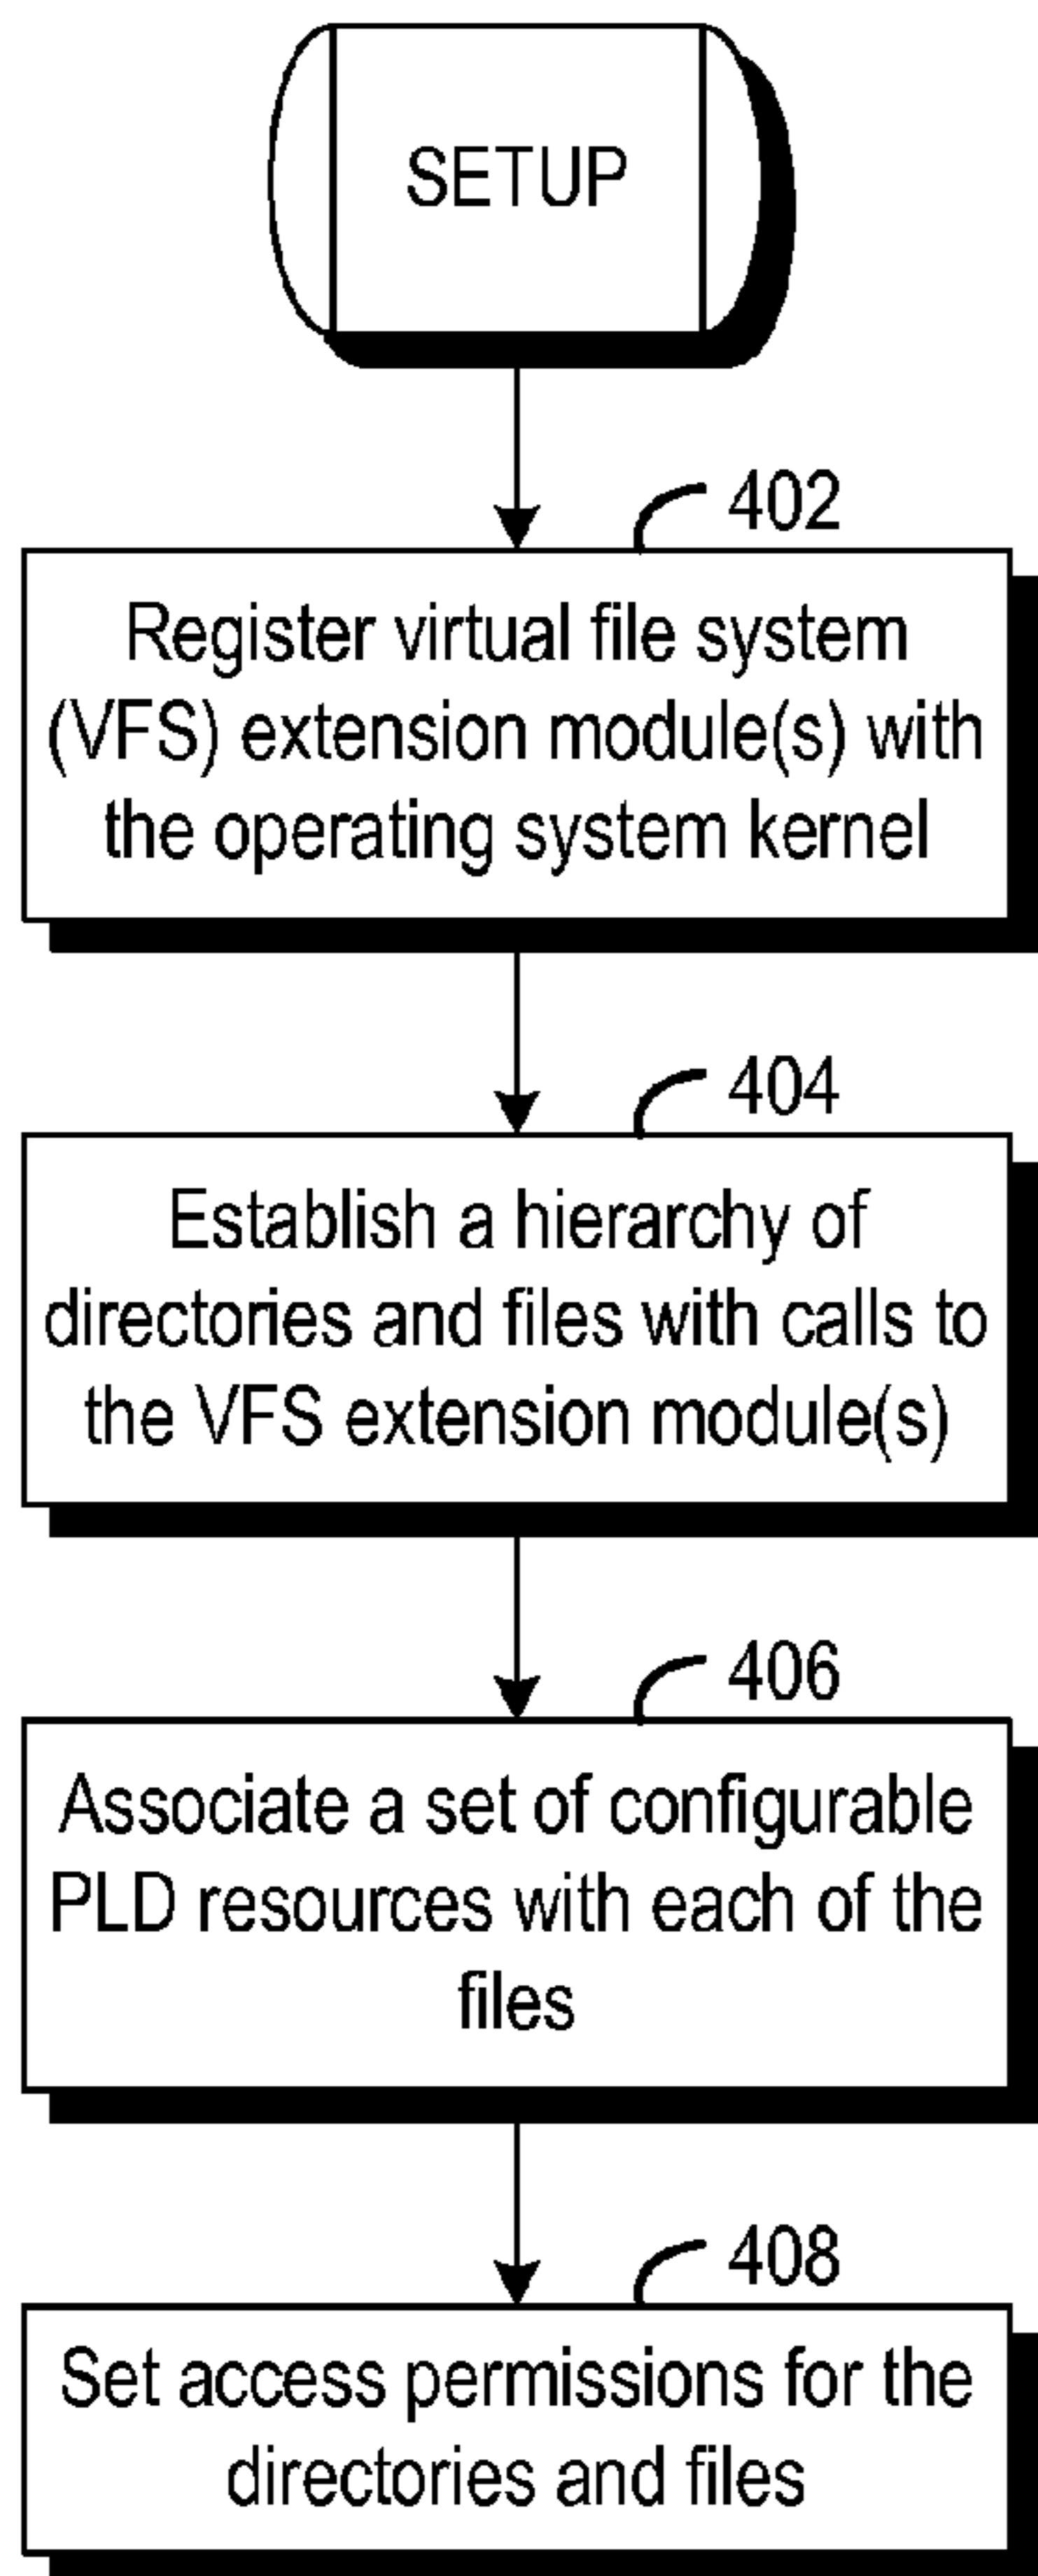 SETUP
402
Register virtual file system
(VFS) extension module(s) with
the operating system kernel
404
Establish a hierarchy of
directories and files with calls to
the VFS extension module(s)
406
Associate a set of configurable
PLD resources with each of the
files
408
Set access permissions for the
directories and files